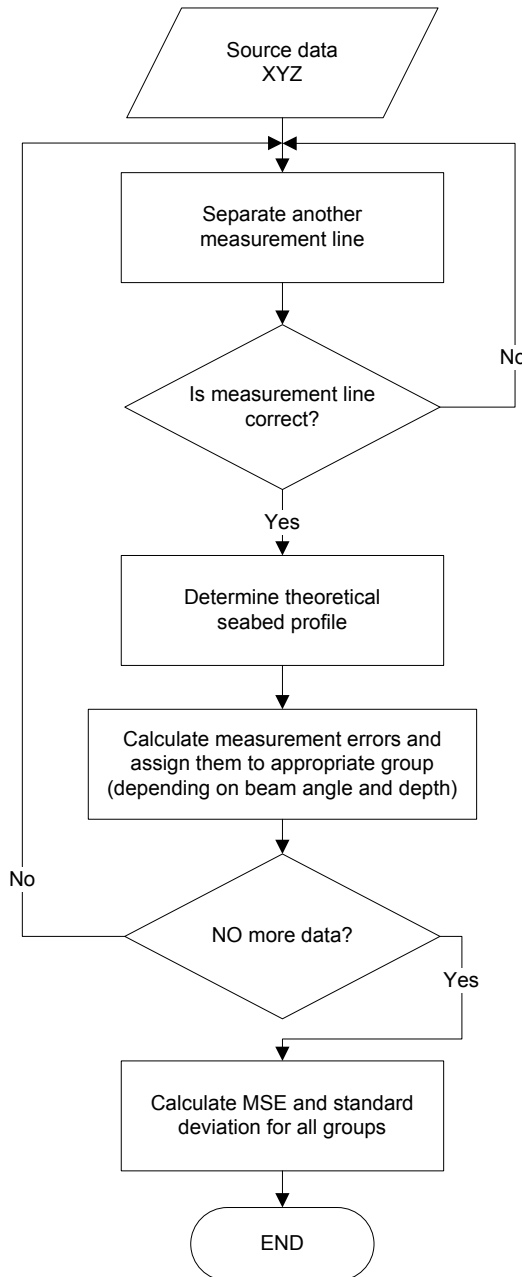 Source data
XYZ
Separate another
measurement line
Is measurement line
correct?
No
Yes
Determine theoretical
seabed profile
Calculate measurement errors and
assign them to appropriate group
(depending on beam angle and depth)
No
NO more data?
Yes
Calculate MSE and standard
deviation for all groups
END